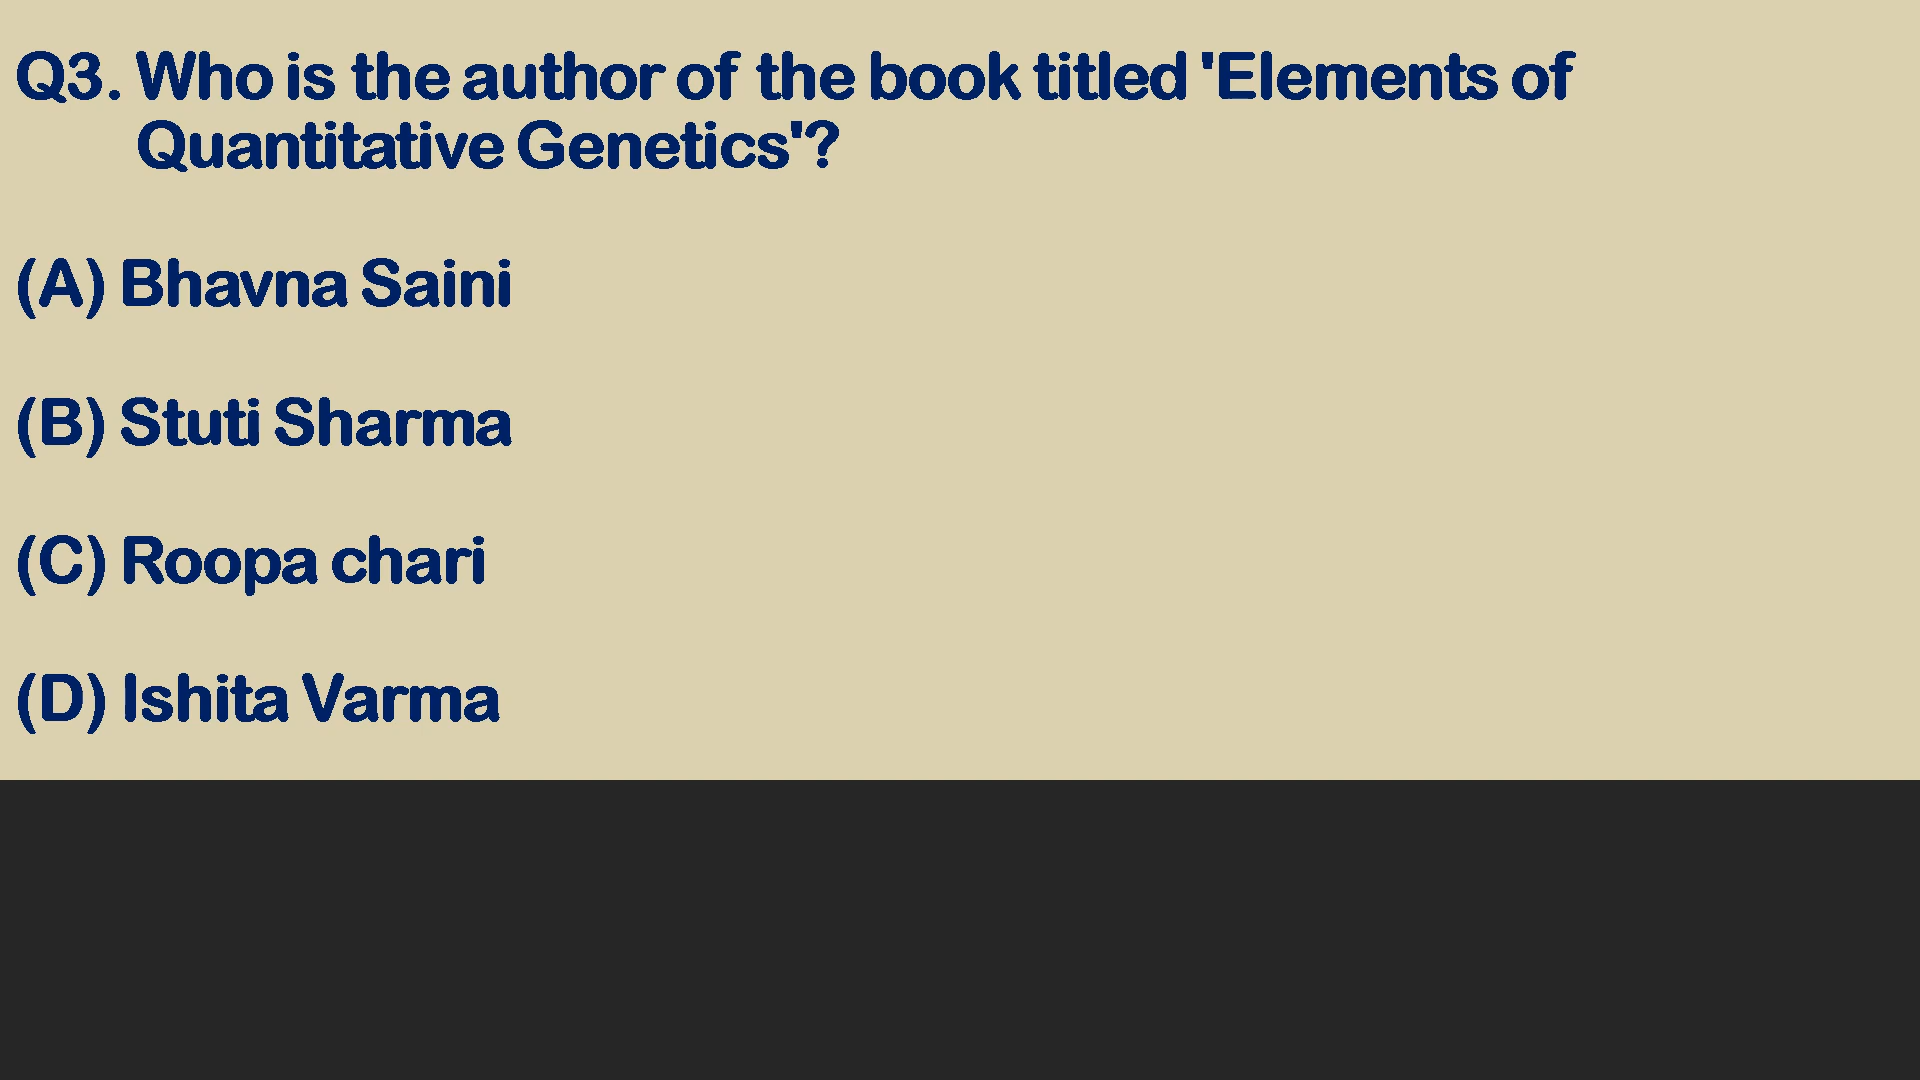 Q3. Who is the author of the book titled 'Elements of
Quantitative Genetics'?
(A) Bhavna Saini
(B) Stuti Sharma
(C) Roopa chari
(D) Ishita Varma